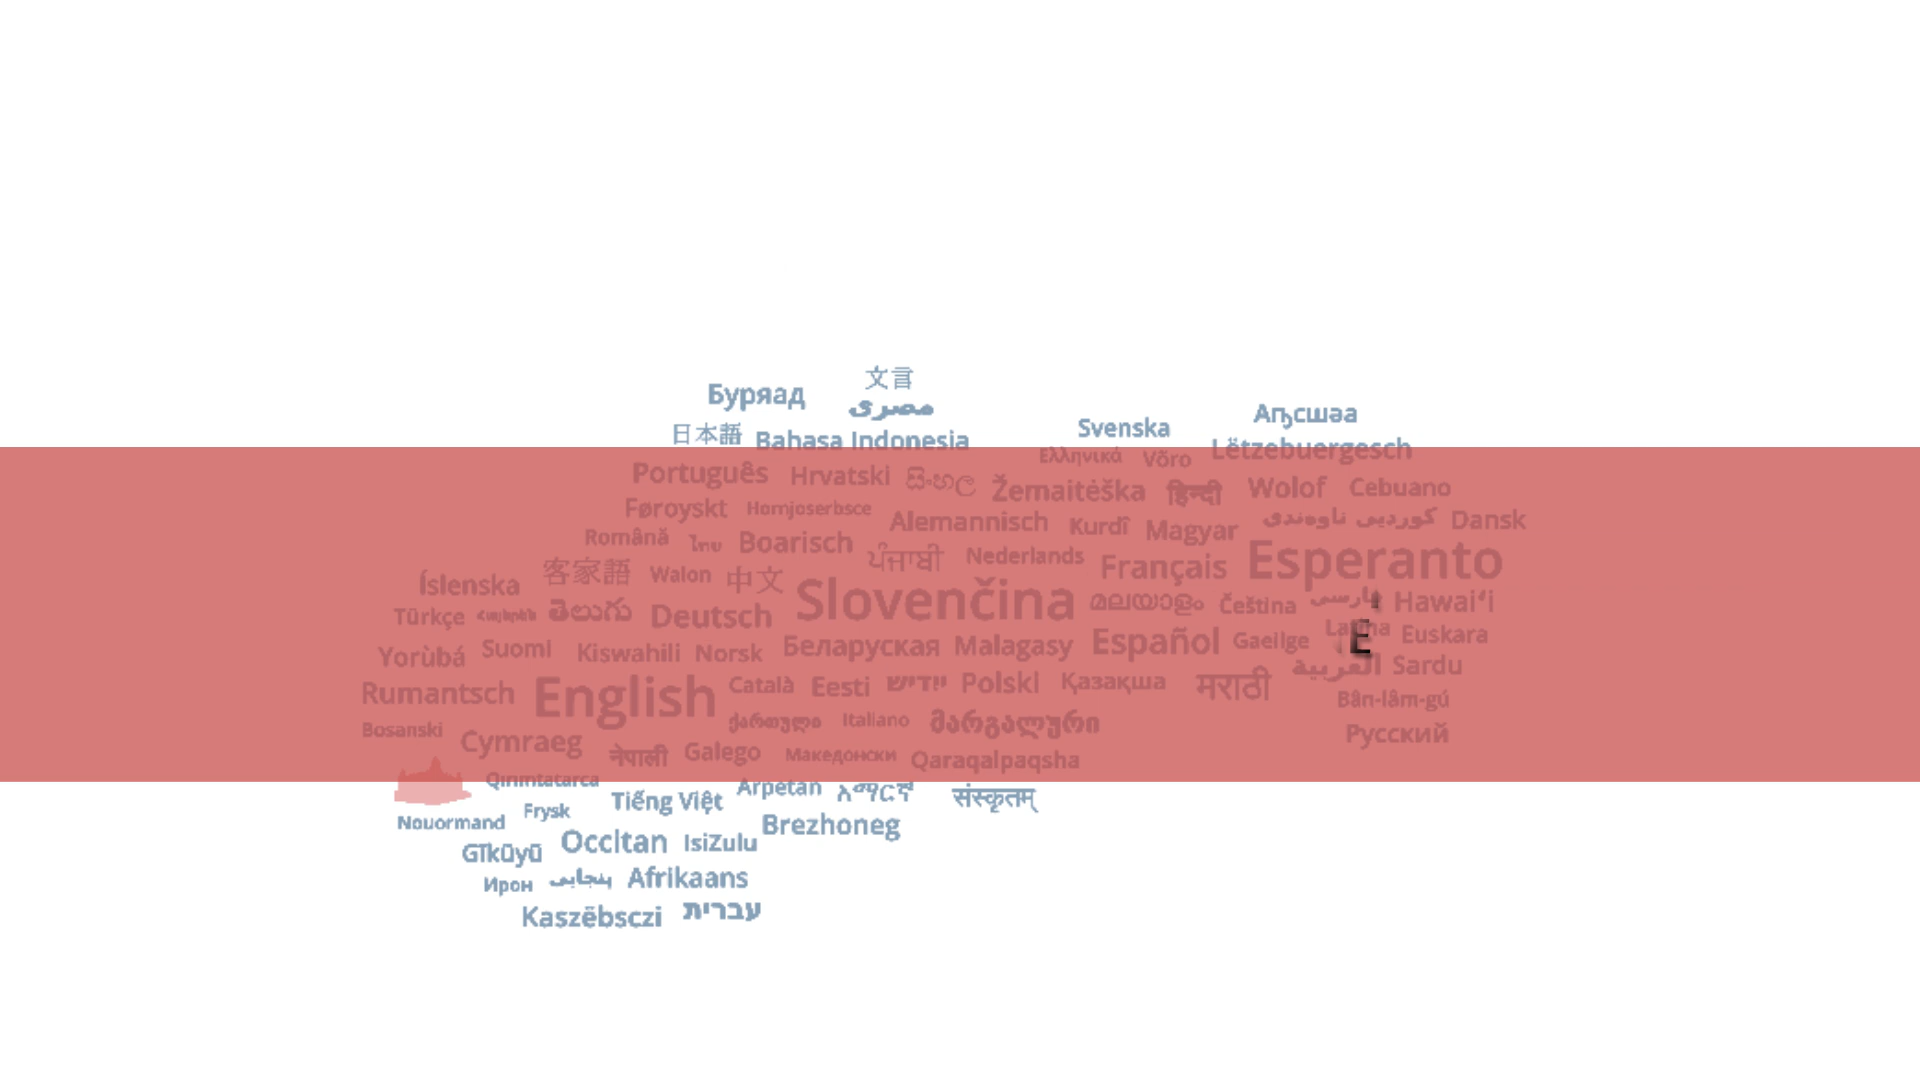 文言
Буряад
مصرى
Аҧсшәа
Svenska
日本語 Bahasa Indonesia
Lëtzebuergesch
Ελληνικά Võro
Português Hrvatski සිංහල Žemaitėška हिन्दी Wolof Cebuano
Føroyskt Hornjoserbsce Alemannisch Kurdî Magyar کوردیی ناوەندی Dansk
Română ไทย Boarisch ਪੰਜਾਬੀ Nederlands Français Esperanto
Íslenska 客家語 Walon 中文 Slovenčina മലയാളം Čeština فارسی Hawaiʻi
Türkçe Հայերեն తెలుగు Deutsch
Yorùbá Suomi Kiswahili Norsk Беларуская Malagasy Español Gaeilge E Euskara
Rumantsch English Català Eesti ייִדיש Polski Қазақша मराठी العربية Sardu
Bân-lâm-gú
Bosanski Cymraeg ქართული Italiano მარგალური Русский
नेपाली Galego Македонски Qaraqalpaqsha
Qırımtatarca Tiếng Việt Arpetan አማርኛ संस्कृतम्
Nouormand Frysk Brezhoneg
Gĩkũyũ Occitan IsiZulu
Ирон پنجابی Afrikaans
Kaszëbsczi עברית